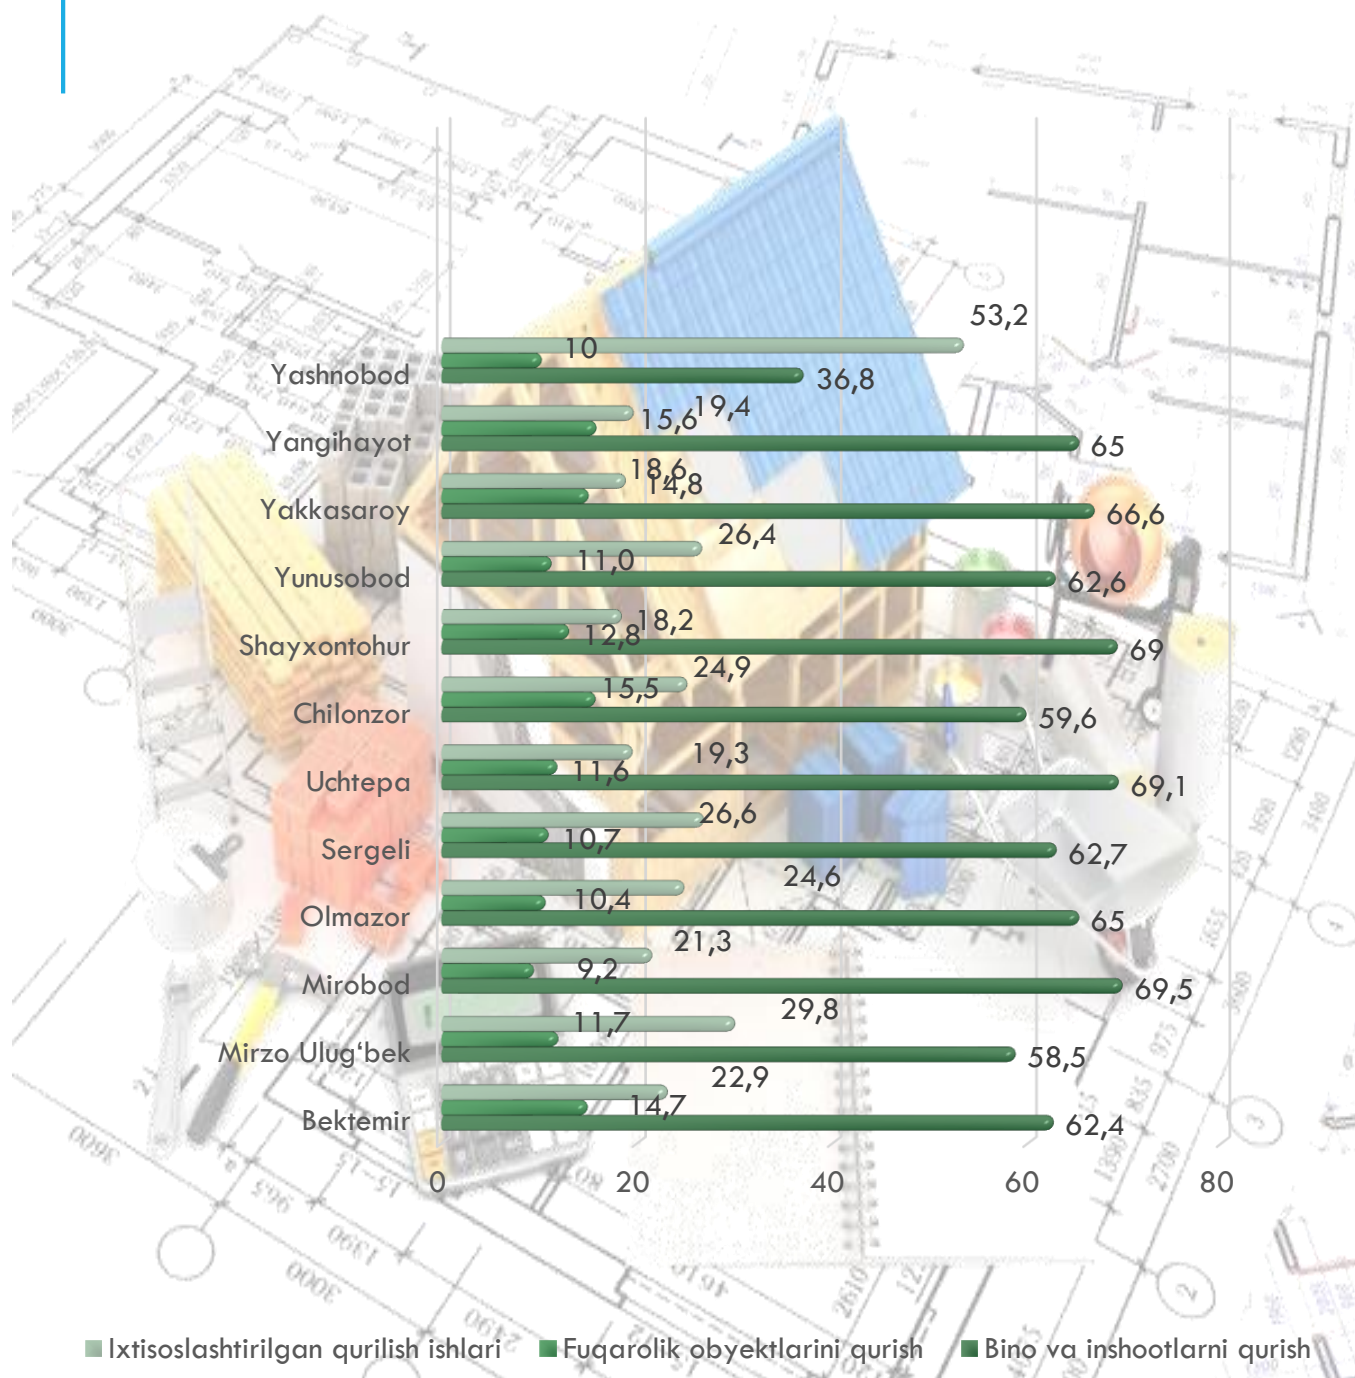 53,2
10
Yashnobod
36,8
19,4
15,6
Yangihayot
65
18,6
14,8
Yakkasaroy
66,6
26,4
11,0
Yunusobod
62,6
18,2
12,8
Shayxontohur
69
24,9
15,5
Chilonzor
59,6
19,3
11,6
Uchtepa
69,1
26,6
10,7
Sergeli
62,7
24,6
10,4
Olmazor
65
21,3
9,2
Mirobod
69,5
29,8
11,7
Mirzo Ulug‘bek
58,5
22,9
14,7
Bektemir
62,4
0 20 40 60 80
Ixtisoslashtirilgan qurilish ishlari Fuqarolik obyektlarini qurish Bino va inshootlarni qurish